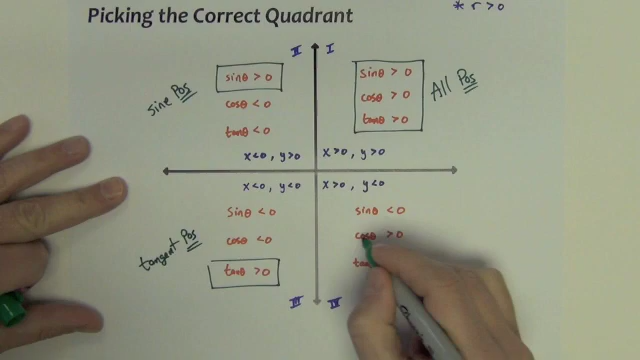 Picking the Correct Quadrant
* r > 0
II
I
sine Pos
sinθ > 0
cosθ < 0
tanθ < 0
x<0, y>0
sinθ > 0
cosθ > 0
tanθ > 0
All Pos
x>0, y>0
x<0, y<0
sinθ < 0
cosθ < 0
tanθ > 0
tangent Pos
III
x>0, y<0
sinθ < 0
cosθ > 0
IV